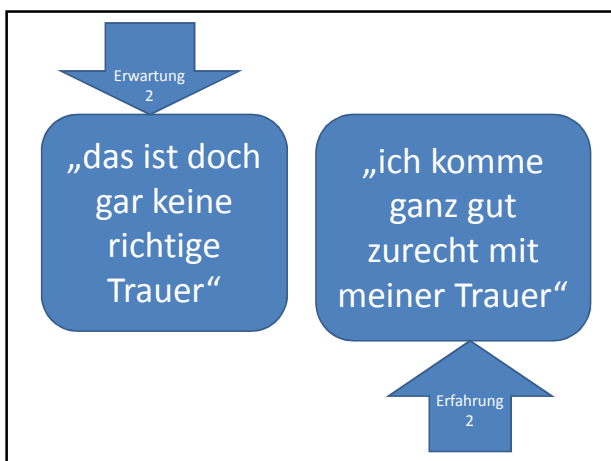 Erwartung
2
„das ist doch
gar keine
richtige
Trauer“
„ich komme
ganz gut
zurecht mit
meiner Trauer“
Erfahrung
2